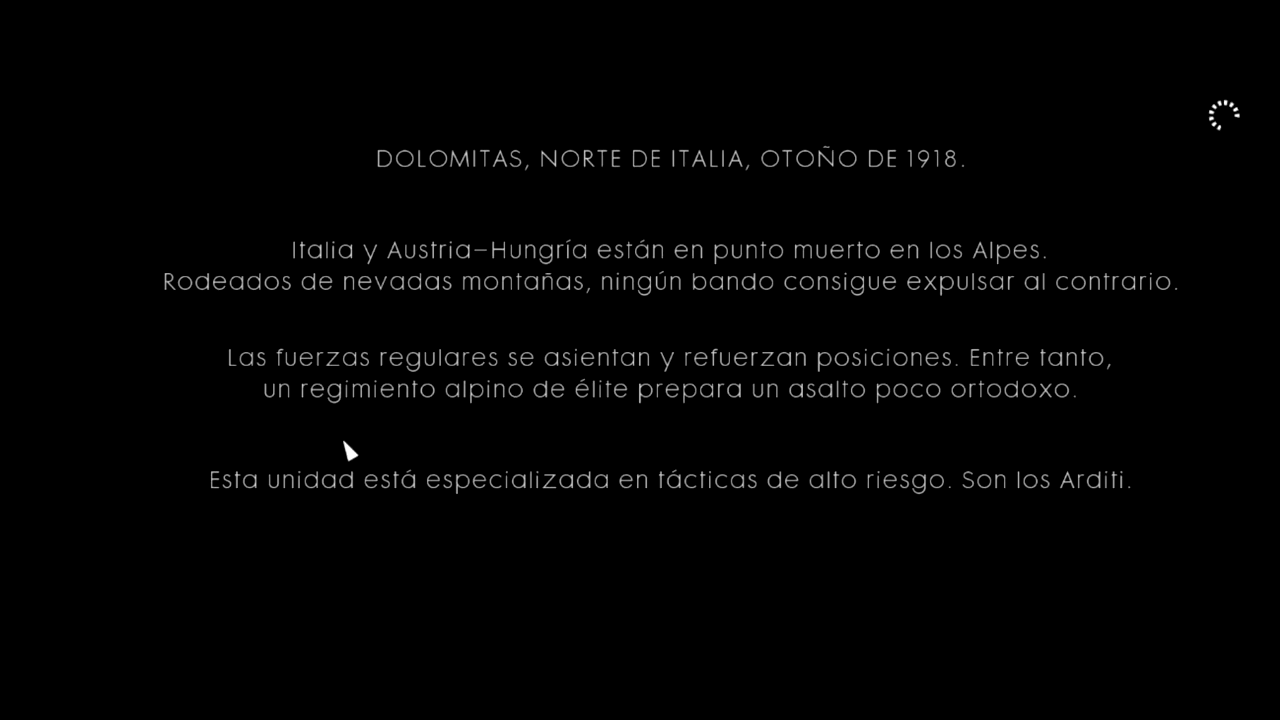 DOLOMITAS, NORTE DE ITALIA, OTOÑO DE 1918.
Italia y Austria-Hungría están en punto muerto en los Alpes.
Rodeados de nevadas montañas, ningún bando consigue expulsar al contrario.
Las fuerzas regulares se asientan y refuerzan posiciones. Entre tanto,
un regimiento alpino de élite prepara un asalto poco ortodoxo.
Esta unidad está especializada en tácticas de alto riesgo. Son los Arditi.